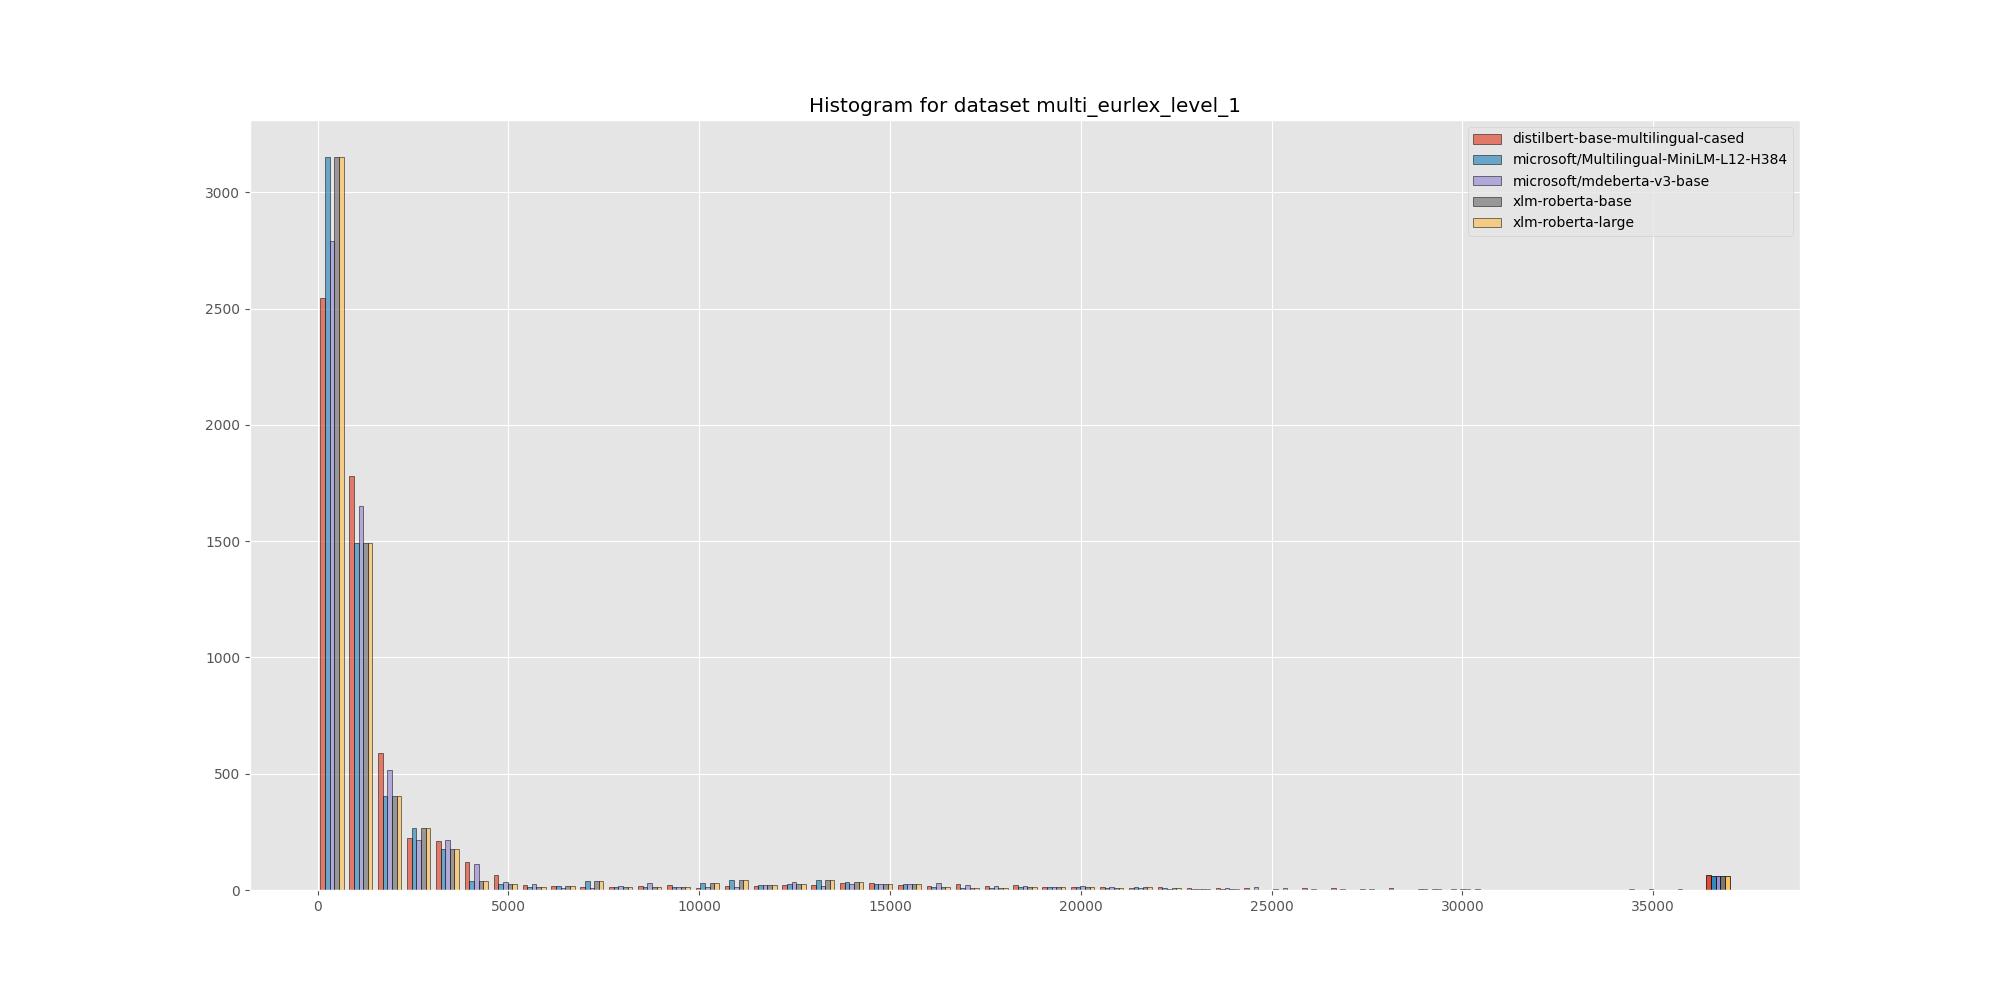 Histogram for dataset multi_eurlex_level_1
distilbert-base-multilingual-cased
microsoft/Multilingual-MiniLM-L12-H384
microsoft/mdeberta-v3-base
xlm-roberta-base
xlm-roberta-large
3000
2500
2000
1500
1000
500
0
0 5000 10000 15000 20000 25000 30000 35000